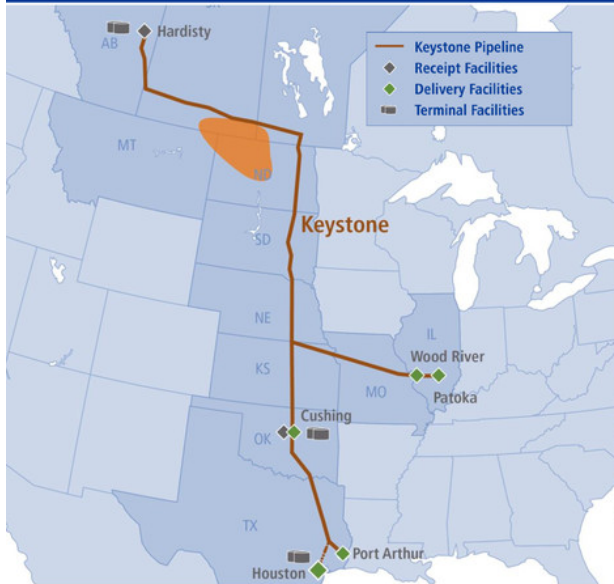 SK
Hardisty
AB
Keystone Pipeline
Receipt Facilities
Delivery Facilities
Terminal Facilities
MT
ND
Keystone
SD
NE
IL
Wood River
KS
MO
Patoka
Cushing
OK
TX
Port Arthur
Houston